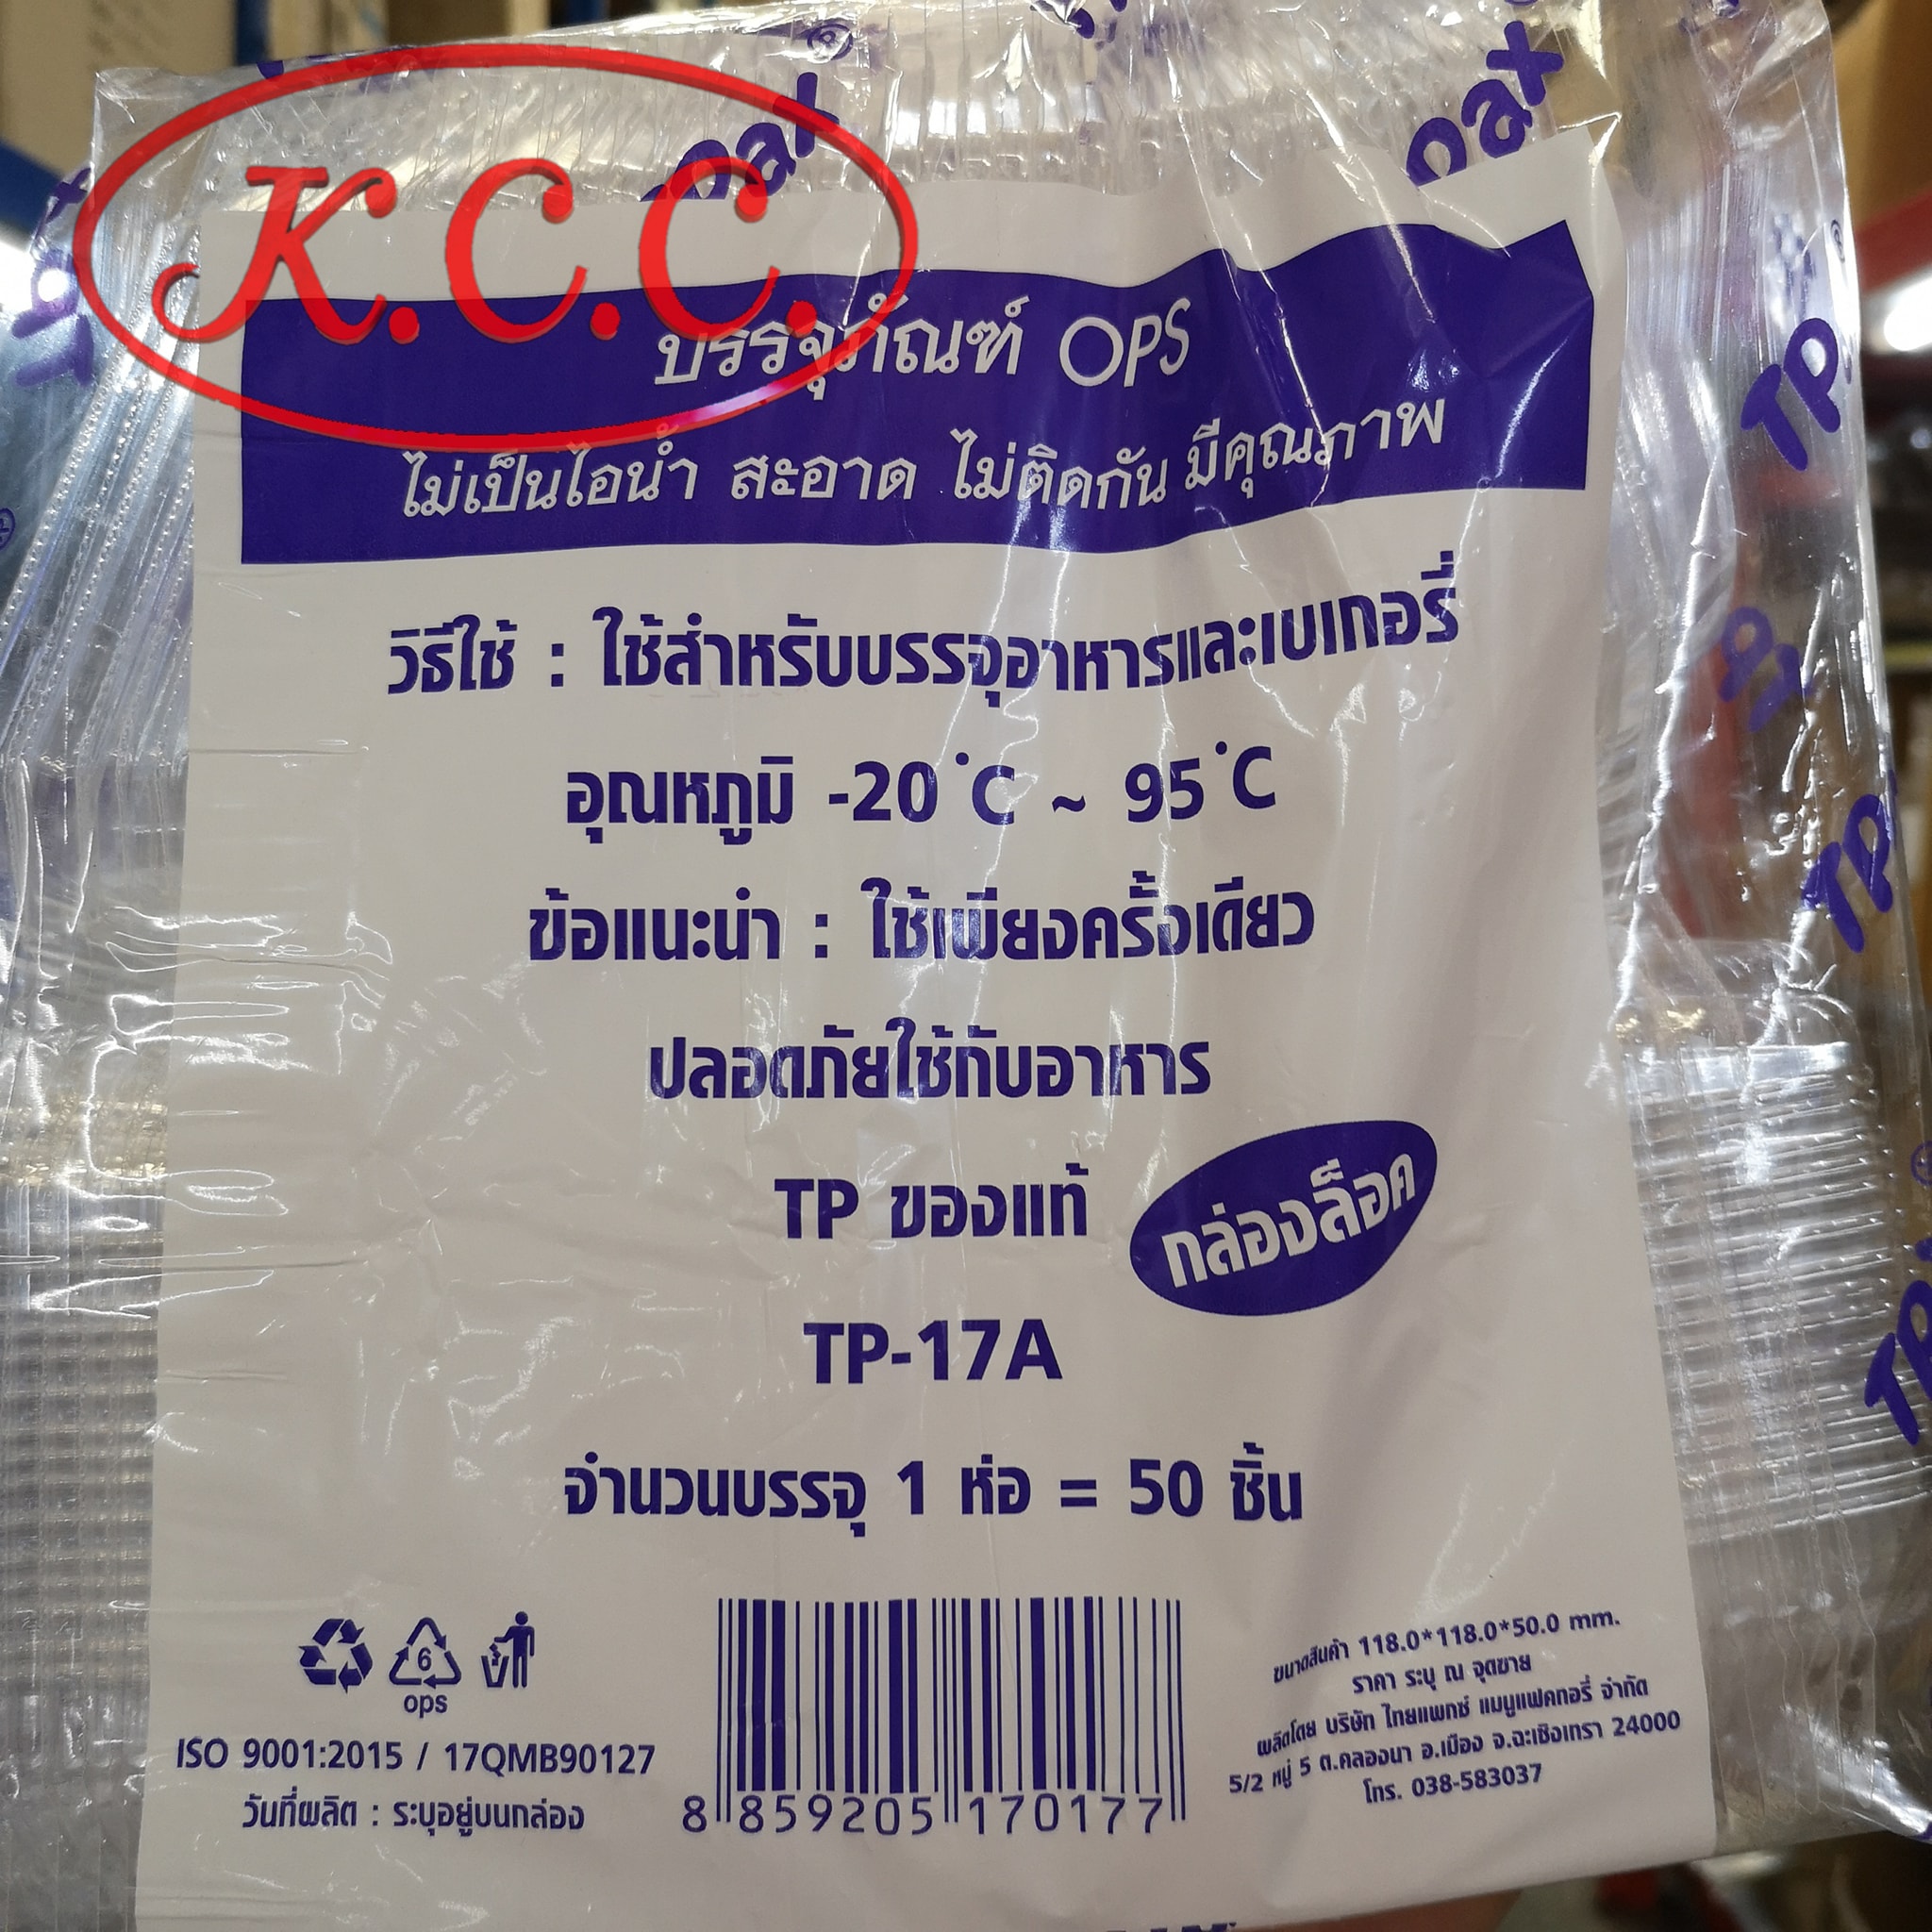 K.C.C.
Pax
Pax
บรรจุภัณฑ์ OPS
ไม่เป็นไอน้ำ สะอาด ไม่ติดกัน มีคุณภาพ
วิธีใช้ : ใช้สำหรับบรรจุอาหารและเบเกอรี่
อุณหภูมิ -20°C ~ 95°C
ข้อแนะนำ : ใช้เพียงครั้งเดียว
ปลอดภัยใช้กับอาหาร
TP ของแท้
กล่องล็อค
TP-17A
จำนวนบรรจุ 1 ห่อ = 50 ชิ้น
6
ops
ISO 9001:2015 / 17QMB90127
วันที่ผลิต : ระบุอยู่บนกล่อง
8 859205 170177
ขนาดสินค้า 118.0*118.0*50.0 mm.
ราคา ระบุ ณ จุดขาย
ผลิตโดย บริษัท ไทยแพกซ์ แมนูแฟคทอรี่ จำกัด
5/2 หมู่ 5 ต.คลองนา อ.เมือง จ.ฉะเชิงเทรา 24000
โทร. 038-583037